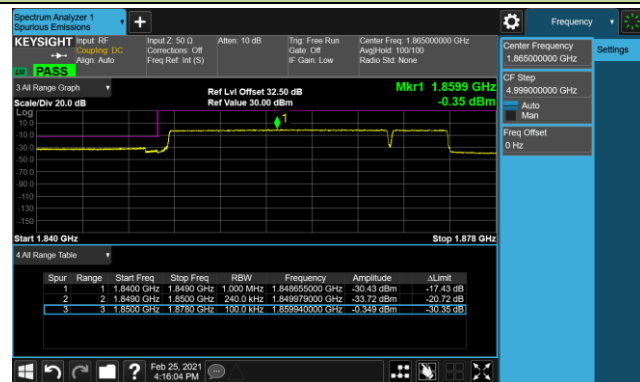 Spectrum Analyzer 1
Spurious Emissions
Frequency
KEYSIGHT
Input: RF
Coupling: DC
Align: Auto
Input Z: 50 Ω
Corrections: Off
Freq Ref: Int (S)
Atten: 10 dB
Trig: Free Run
Gate: Off
IF Gain: Low
Center Freq: 1.865000000 GHz
Avg|Hold: 100/100
Radio Std: None
PASS
3 All Range Graph
Scale/Div 20.0 dB
Ref Lvl Offset 32.50 dB
Ref Value 30.00 dBm
Mkr1 1.8599 GHz
-0.35 dBm
Log
10.0
-10.0
-30.0
-50.0
-70.0
-90.0
-110
-130
-150
1
Start 1.840 GHz
Stop 1.878 GHz
4 All Range Table
Spur Range Start Freq Stop Freq RBW Frequency Amplitude ΔLimit
1 1 1.8400 GHz 1.8490 GHz 1.000 MHz 1.848655000 GHz -30.43 dBm -17.43 dB
2 2 1.8490 GHz 1.8500 GHz 240.0 kHz 1.849979000 GHz -33.72 dBm -20.72 dB
3 3 1.8500 GHz 1.8780 GHz 100.0 kHz 1.859940000 GHz -0.349 dBm -30.35 dB
Center Frequency
1.865000000 GHz
Settings
CF Step
4.999000000 GHz
Auto
Man
Freq Offset
0 Hz
?
Feb 25, 2021
4:16:04 PM